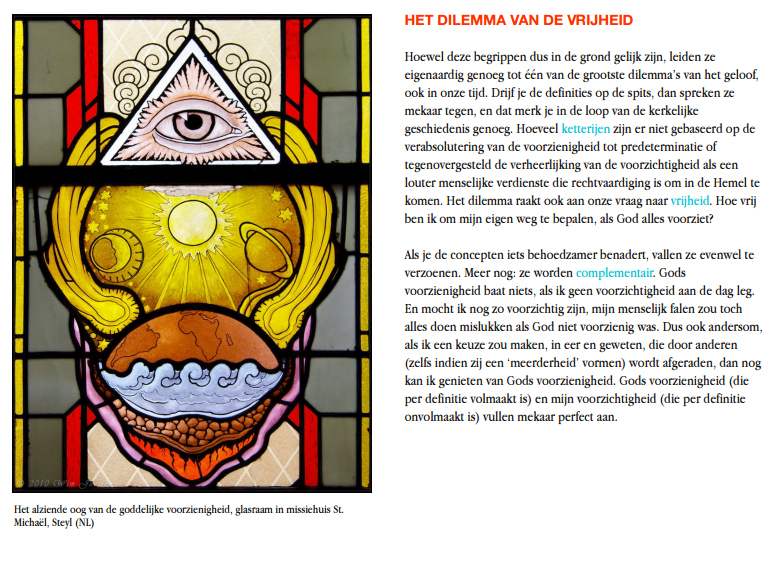 HET DILEMMA VAN DE VRIJHEID
Hoewel deze begrippen dus in de grond gelijk zijn, leiden ze
eigenaardig genoeg tot één van de grootste dilemma's van het geloof,
ook in onze tijd. Drijf je de definities op de spits, dan spreken ze
mekaar tegen, en dat merk je in de loop van de kerkelijke
geschiedenis genoeg. Hoeveel ketterijen zijn er niet gebaseerd op de
verabsolutering van de voorzienigheid tot predeterminatie of
tegenovergesteld de verheerlijking van de voorzichtigheid als een
louter menselijke verdienste die rechtvaardiging is om in de Hemel te
komen. Het dilemma raakt ook aan onze vraag naar vrijheid. Hoe vrij
ben ik om mijn eigen weg te bepalen, als God alles voorziet?
Als je de concepten iets behoedzamer benadert, vallen ze evenwel te
verzoenen. Meer nog: ze worden complementair. Gods
voorzienigheid baat niets, als ik geen voorzichtigheid aan de dag leg.
En mocht ik nog zo voorzichtig zijn, mijn menselijk falen zou toch
alles doen mislukken als God niet voorzienig was. Dus ook andersom,
als ik een keuze zou maken, in eer en geweten, die door anderen
(zelfs indien zij een 'meerderheid' vormen) wordt afgeraden, dan nog
kan ik genieten van Gods voorzienigheid. Gods voorzienigheid (die
per definitie volmaakt is) en mijn voorzichtigheid (die per definitie
onvolmaakt is) vullen mekaar perfect aan.
© 2010 Wim
Het alziende oog van de goddelijke voorzienigheid, glasraam in missiehuis St.
Michaël, Steyl (NL)